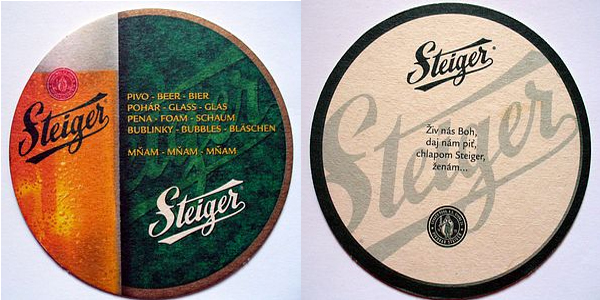 Steiger
PIVO - BEER - BIER
POHÁR - GLASS - GLAS
PENA - FOAM - SCHAUM
BUBLINKY - BUBBLES - BLÄSCHEN
MŇAM - MŇAM - MŇAM
Steiger
Steiger
Steiger
Živ nás Boh,
daj nám piť,
chlapom Steiger,
ženám...